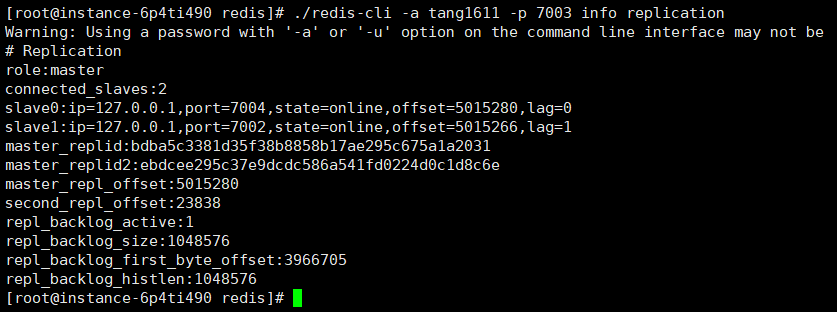 [root@instance-6p4ti490 redis]# ./redis-cli -a tang1611 -p 7003 info replication
Warning: Using a password with '-a' or '-u' option on the command line interface may not be
# Replication
role:master
connected_slaves:2
slave0:ip=127.0.0.1,port=7004,state=online,offset=5015280,lag=0
slave1:ip=127.0.0.1,port=7002,state=online,offset=5015266,lag=1
master_replid:bdba5c3381d35f38b8858b17ae295c675a1a2031
master_replid2:ebdcee295c37e9dcdc586a541fd0224d0c1d8c6e
master_repl_offset:5015280
second_repl_offset:23838
repl_backlog_active:1
repl_backlog_size:1048576
repl_backlog_first_byte_offset:3966705
repl_backlog_histlen:1048576
[root@instance-6p4ti490 redis]#